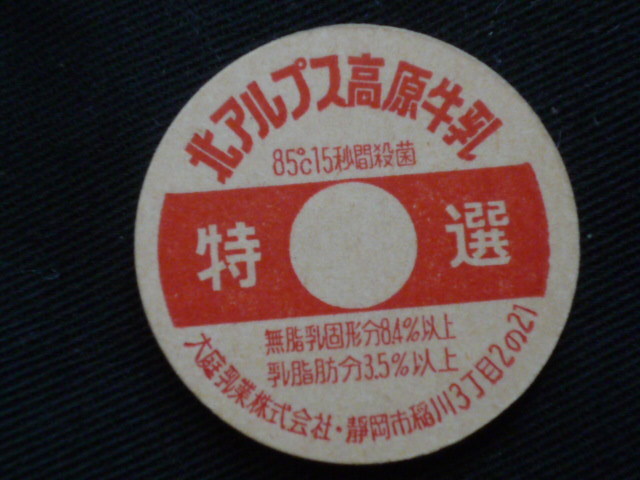 北アルプス高原牛乳
85℃15秒間殺菌
特選
無脂乳固形分8.4%以上
乳脂肪分3.5%以上
大庭乳業株式会社・静岡市稲川3丁目2の21